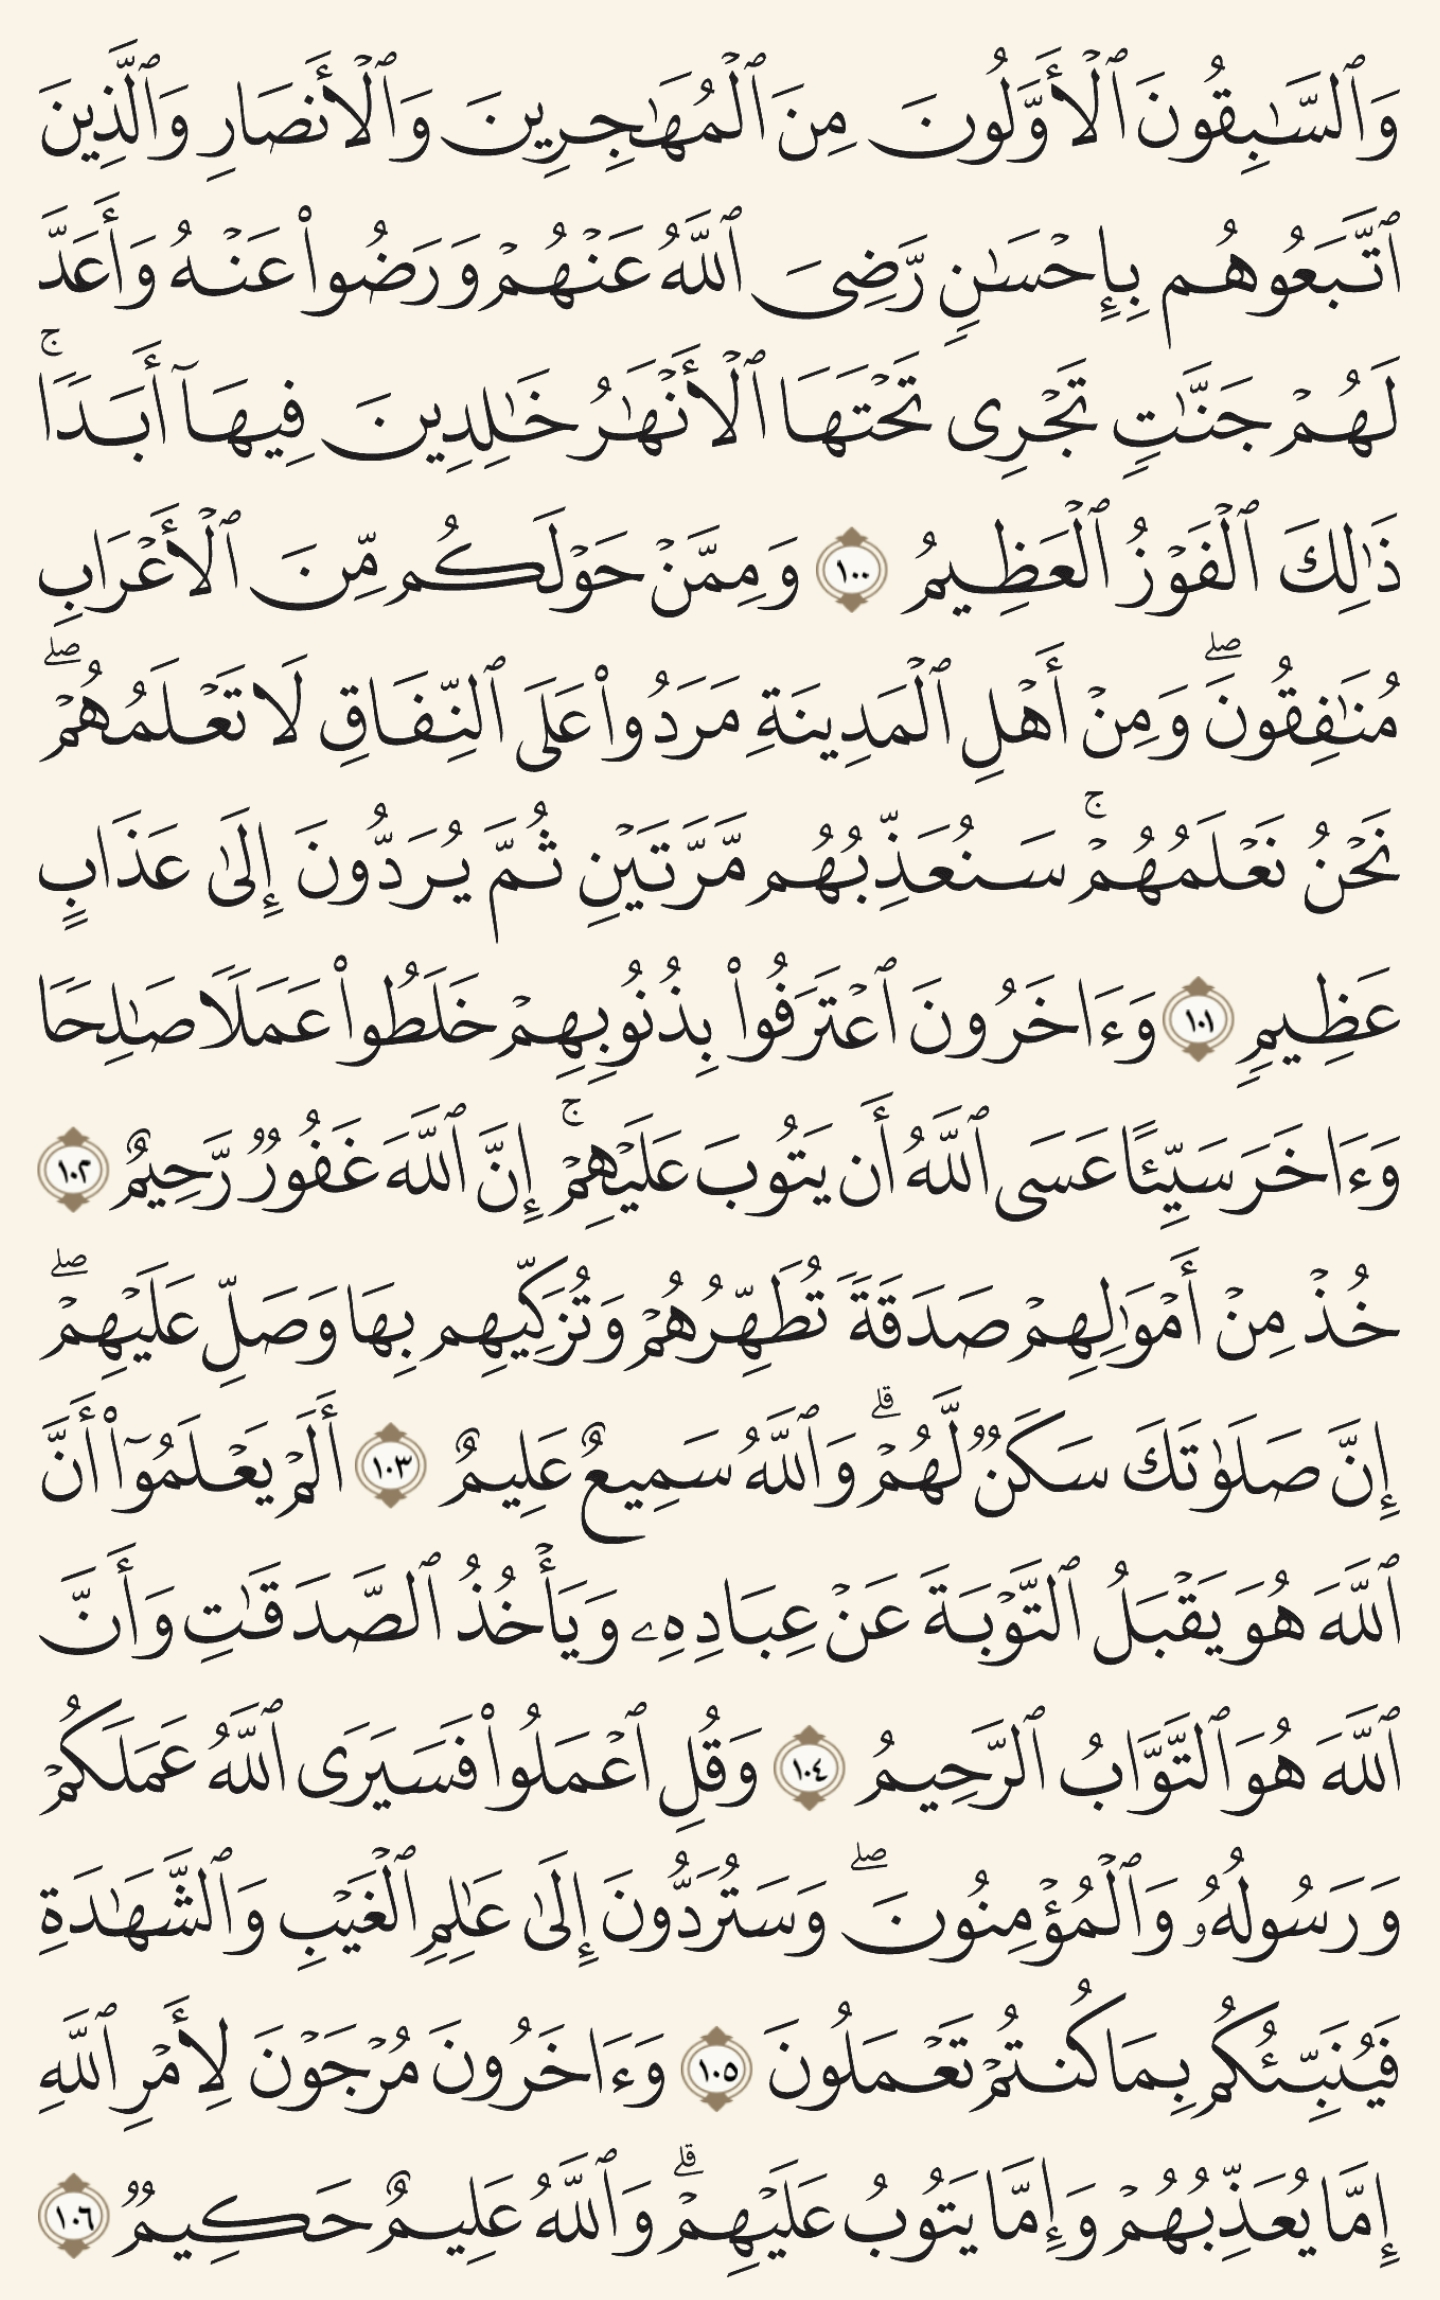 وَٱلسَّٰبِقُونَ ٱلْأَوَّلُونَ مِنَ ٱلْمُهَٰجِرِينَ وَٱلْأَنصَارِ وَٱلَّذِينَ
ٱتَّبَعُوهُم بِإِحْسَٰنٍ رَّضِىَ ٱللَّهُ عَنْهُمْ وَرَضُوا۟ عَنْهُ وَأَعَدَّ
لَهُمْ جَنَّٰتٍ تَجْرِى تَحْتَهَا ٱلْأَنْهَٰرُ خَٰلِدِينَ فِيهَآ أَبَدًا ۚ
ذَٰلِكَ ٱلْفَوْزُ ٱلْعَظِيمُ ١٠٠ وَمِمَّنْ حَوْلَكُم مِّنَ ٱلْأَعْرَابِ
مُنَٰفِقُونَ ۖ وَمِنْ أَهْلِ ٱلْمَدِينَةِ مَرَدُوا۟ عَلَى ٱلنِّفَاقِ لَا تَعْلَمُهُمْ ۖ
نَحْنُ نَعْلَمُهُمْ ۚ سَنُعَذِّبُهُم مَّرَّتَيْنِ ثُمَّ يُرَدُّونَ إِلَىٰ عَذَابٍ
عَظِيمٍ ١٠١ وَءَاخَرُونَ ٱعْتَرَفُوا۟ بِذُنُوبِهِمْ خَلَطُوا۟ عَمَلًا صَٰلِحًا
وَءَاخَرَ سَيِّئًا عَسَى ٱللَّهُ أَن يَتُوبَ عَلَيْهِمْ ۚ إِنَّ ٱللَّهَ غَفُورٌ رَّحِيمٌ ١٠٢
خُذْ مِنْ أَمْوَٰلِهِمْ صَدَقَةً تُطَهِّرُهُمْ وَتُزَكِّيهِم بِهَا وَصَلِّ عَلَيْهِمْ ۖ
إِنَّ صَلَوٰتَكَ سَكَنٌ لَّهُمْ ۗ وَٱللَّهُ سَمِيعٌ عَلِيمٌ ١٠٣ أَلَمْ يَعْلَمُوٓا۟ أَنَّ
ٱللَّهَ هُوَ يَقْبَلُ ٱلتَّوْبَةَ عَنْ عِبَادِهِۦ وَيَأْخُذُ ٱلصَّدَقَٰتِ وَأَنَّ
ٱللَّهَ هُوَ ٱلتَّوَّابُ ٱلرَّحِيمُ ١٠٤ وَقُلِ ٱعْمَلُوا۟ فَسَيَرَى ٱللَّهُ عَمَلَكُمْ
وَرَسُولُهُۥ وَٱلْمُؤْمِنُونَ ۖ وَسَتُرَدُّونَ إِلَىٰ عَٰلِمِ ٱلْغَيْبِ وَٱلشَّهَٰدَةِ
فَيُنَبِّئُكُم بِمَا كُنتُمْ تَعْمَلُونَ ١٠٥ وَءَاخَرُونَ مُرْجَوْنَ لِأَمْرِ ٱللَّهِ
إِمَّا يُعَذِّبُهُمْ وَإِمَّا يَتُوبُ عَلَيْهِمْ ۗ وَٱللَّهُ عَلِيمٌ حَكِيمٌ ١٠٦